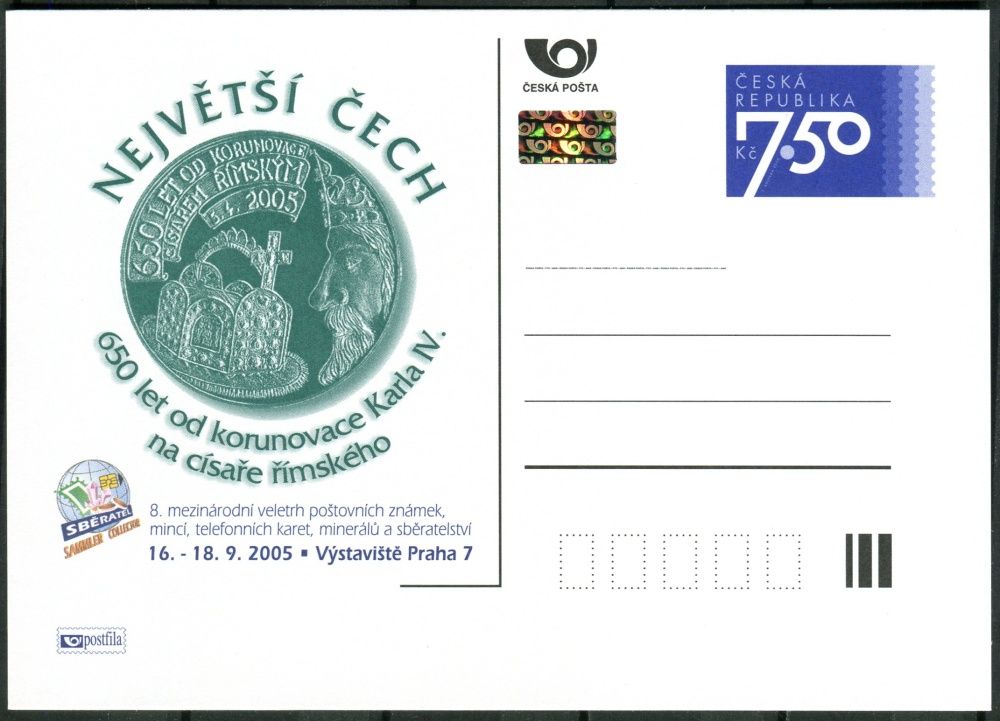 NEJVĚTŠÍ ČECH
650 LET OD KORUNOVACE
CÍSAŘEM ŘÍMSKÝM
5.4. 2005
650 let od korunovace Karla IV.
na císaře římského
SBĚRATEL
SAMMLER COLLECTOR
8. mezinárodní veletrh poštovních známek,
mincí, telefonních karet, minerálů a sběratelství
16. - 18. 9. 2005 ▪ Výstaviště Praha 7
postfila
ČESKÁ POŠTA
ČESKÁ
REPUBLIKA
Kč 7.50